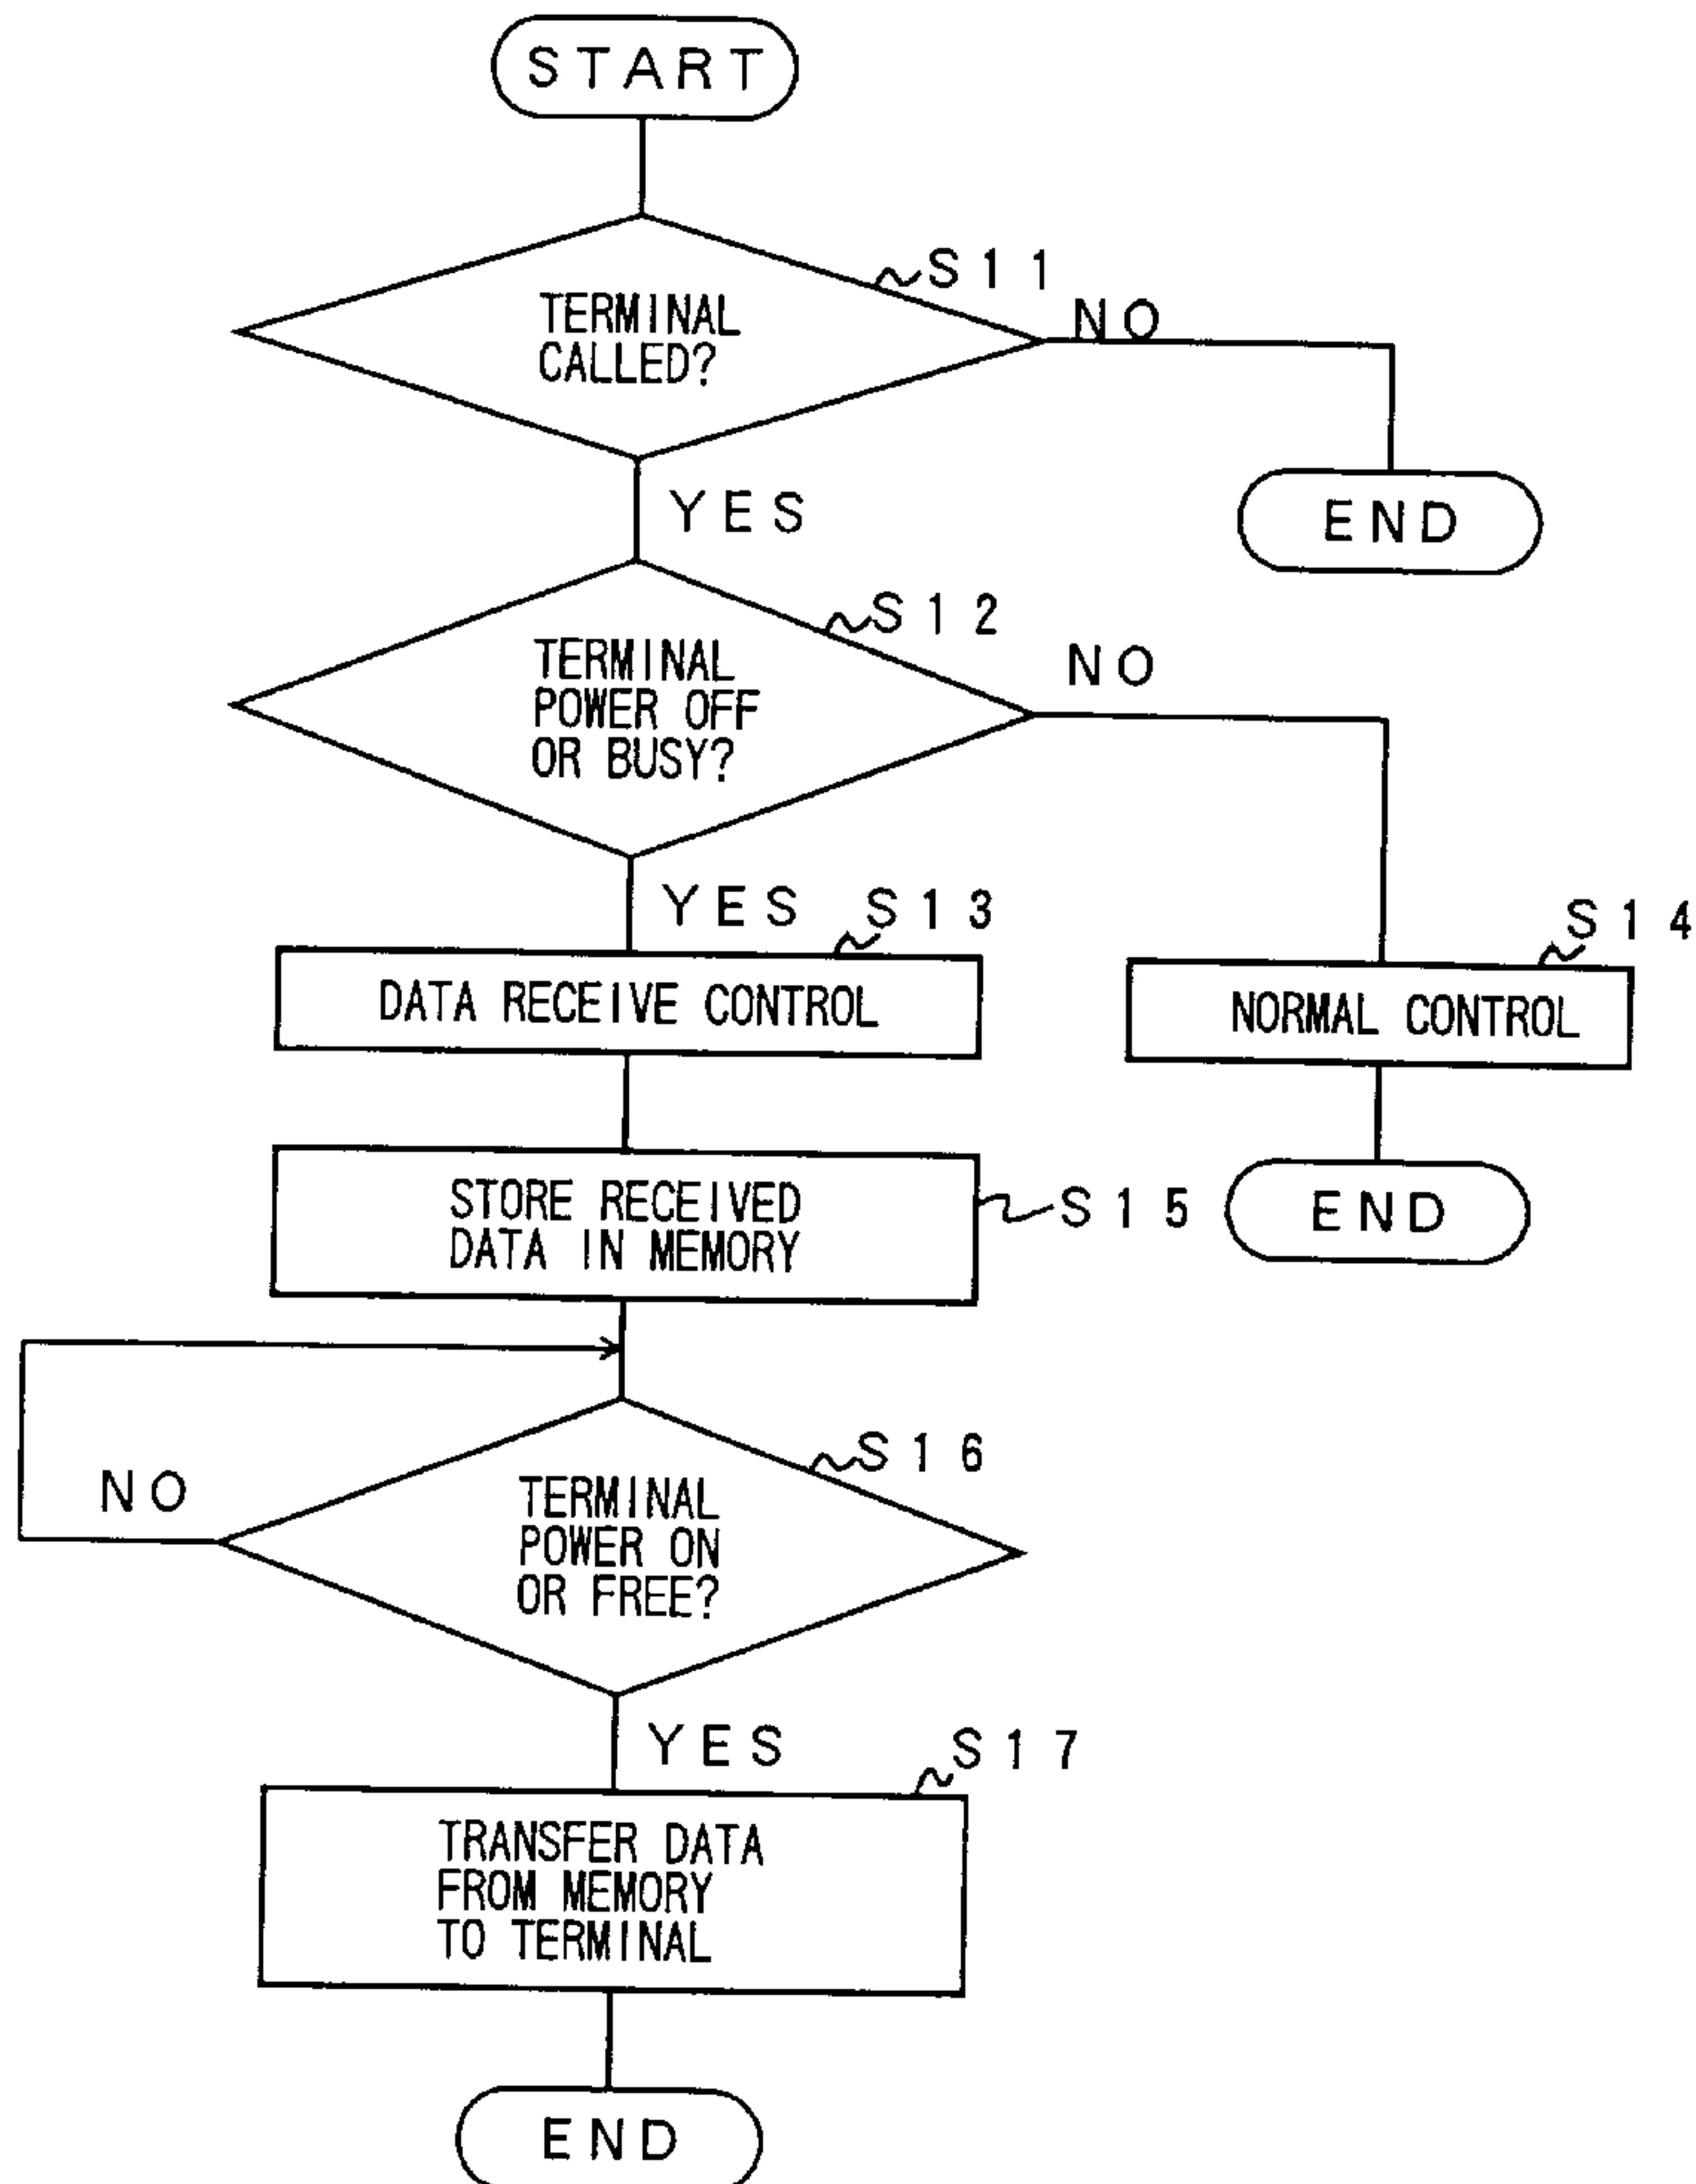 START
S11
TERMINAL
CALLED?
NO
YES
END
S12
TERMINAL
POWER OFF
OR BUSY?
NO
YES
S13
S14
DATA RECEIVE CONTROL
NORMAL CONTROL
STORE RECEIVED
DATA IN MEMORY
S15
END
S16
TERMINAL
POWER ON
OR FREE?
NO
YES
S17
TRANSFER DATA
FROM MEMORY
TO TERMINAL
END